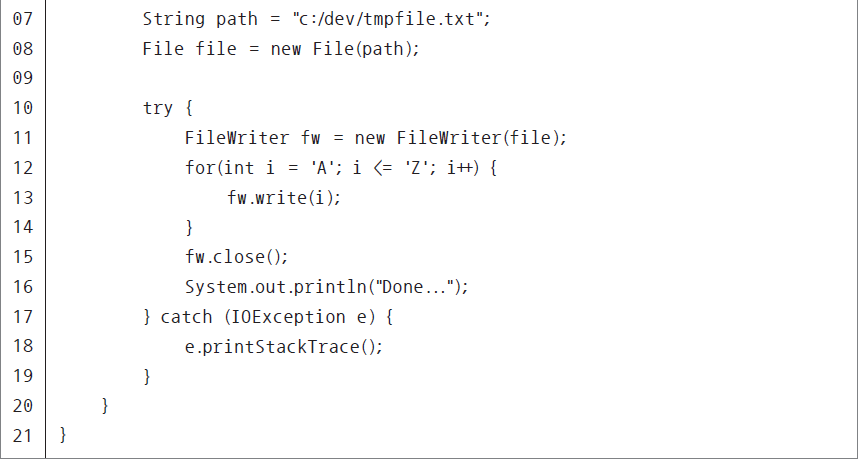 07 String path = "c:/dev/tmpfile.txt";
08 File file = new File(path);
09
10 try {
11 FileWriter fw = new FileWriter(file);
12 for(int i = 'A'; i <= 'Z'; i++) {
13 fw.write(i);
14 }
15 fw.close();
16 System.out.println("Done...");
17 } catch (IOException e) {
18 e.printStackTrace();
19 }
20 }
21 }